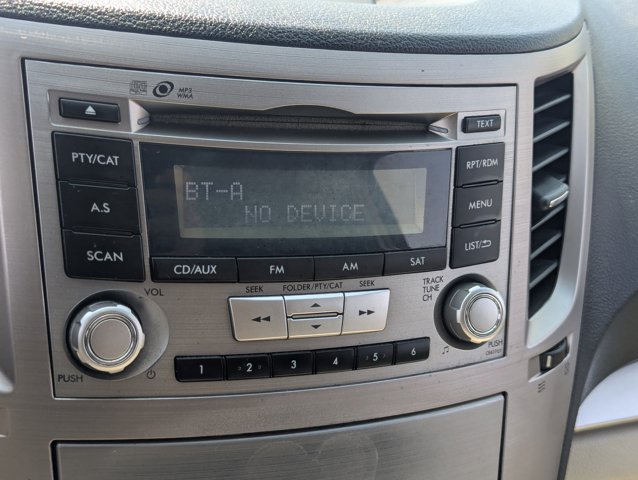 MP3
WMA
TEXT
PTY/CAT
RPT/RDM
BT-A
NO DEVICE
A.S
MENU
SCAN
LIST/
CD/AUX
FM
AM
SAT
VOL
SEEK
FOLDER/PTY/CAT
SEEK
TRACK
TUNE
CH
1
2
3
4
5
6
PUSH
PUSH